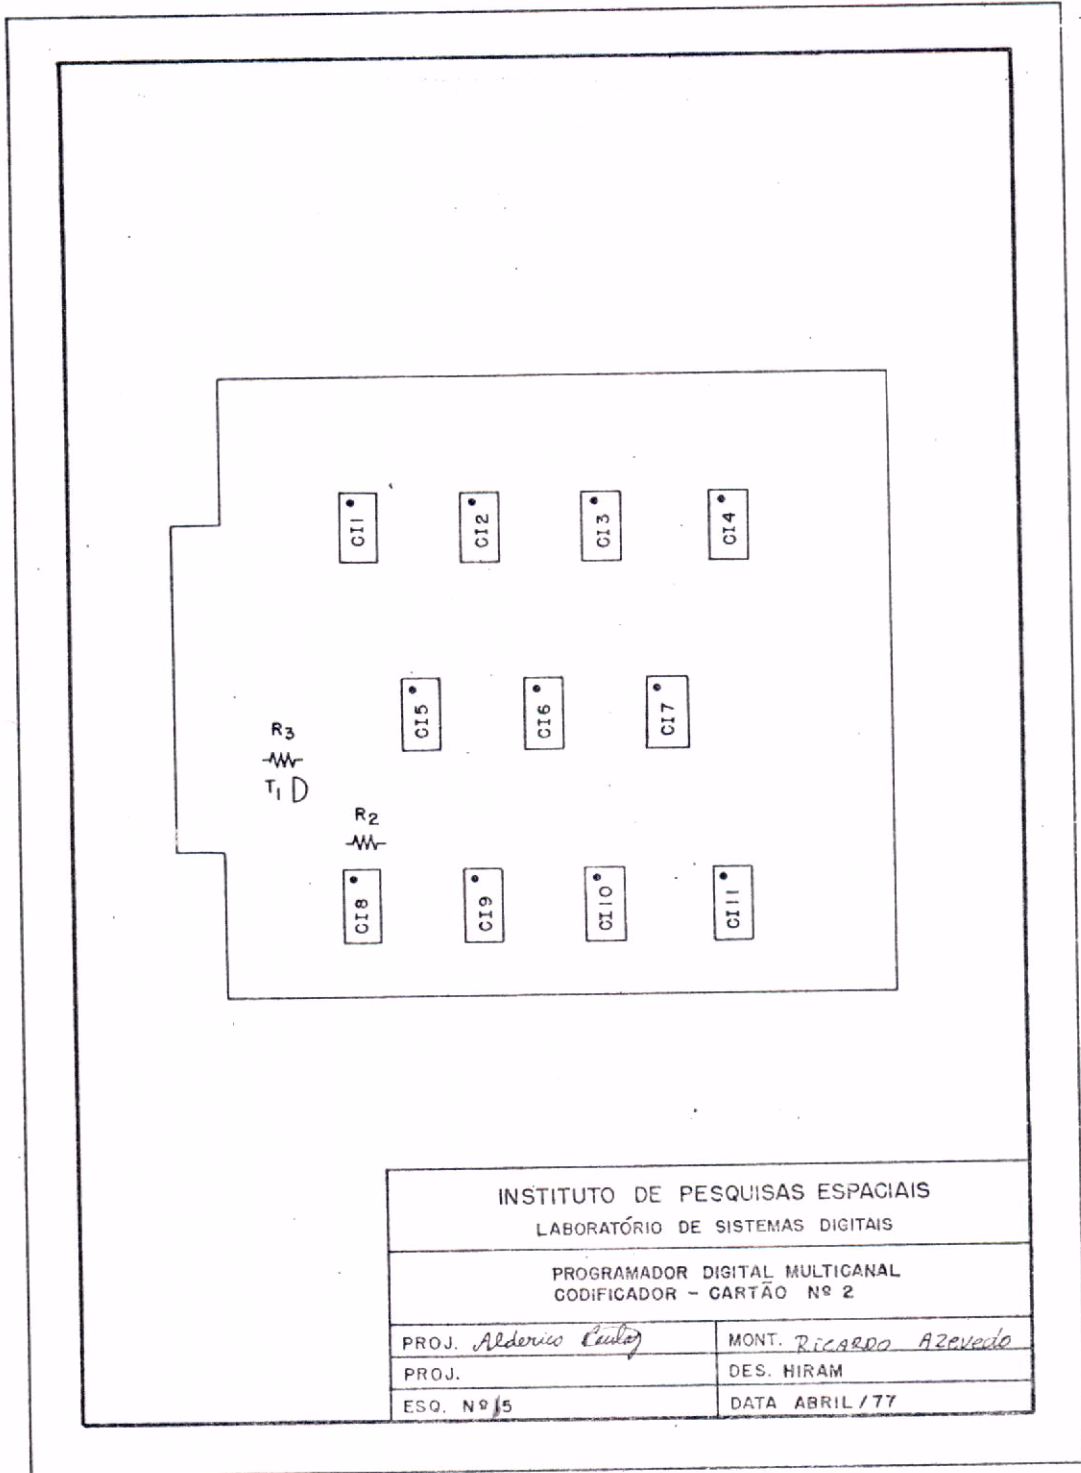 CI1 CI2 CI3 CI4
CI5 CI6 CI7
R3
T1
R2
CI8 CI9 CI10 CI11
INSTITUTO DE PESQUISAS ESPACIAIS
LABORATÓRIO DE SISTEMAS DIGITAIS
PROGRAMADOR DIGITAL MULTICANAL
CODIFICADOR - CARTÃO Nº 2
PROJ. Alderico
MONT. RICARDO AZevedo
PROJ.
DES. HIRAM
ESQ. Nº 15
DATA ABRIL/77